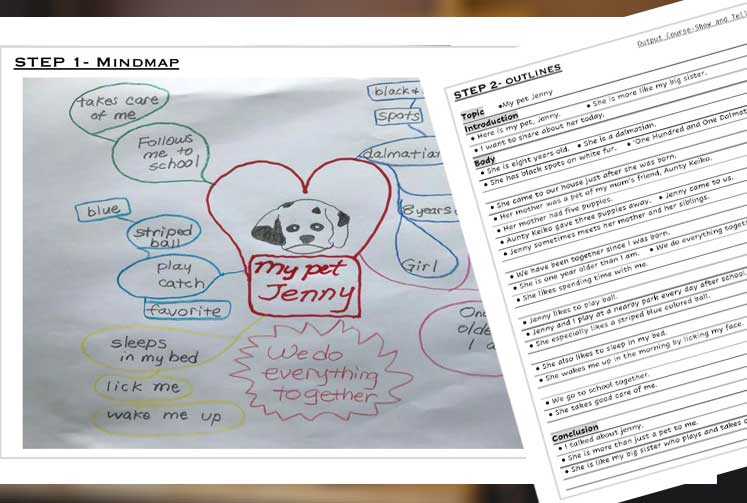 STEP 1- MINDMAP
takes care
of me
Follows
me to
school
blue
striped
ball
play
catch
favorite
sleeps
in my bed
lick me
wake me up
my pet
Jenny
We do
everything
together
black+
spots
dalmatian
8years
Girl
STEP 2- OUTLINES
Output Course-Show and Tell
Topic •My pet Jenny
Introduction
• Here is my pet, Jenny. • She is more like my big sister.
• I want to share about her today.
Body
• She is eight years old. • She is a dalmatian. • "One Hundred and One
• She has black spots on white fur.
• She came to our house just after she was born.
• Her mother was a pet of my mum's friend, Aunty Keiko.
• Her mother had five puppies.
• Aunty Keiko gave three puppies away. • Jenny came to us.
• Jenny sometimes meets her mother and her siblings.
• We have been together since I was born.
• She is one year older than I am. • We do everything
• She likes spending time with me.
• Jenny likes to play ball.
• Jenny and I play at a nearby park every day after school.
• She especially likes a striped blue colored ball.
• She also likes to sleep in my bed.
• She wakes me up in the morning by licking my face.
• We go to school together.
• She takes good care of me.
Conclusion
• I talked about Jenny.
• She is more than just a pet to me.
• She is like my big sister who plays and takes